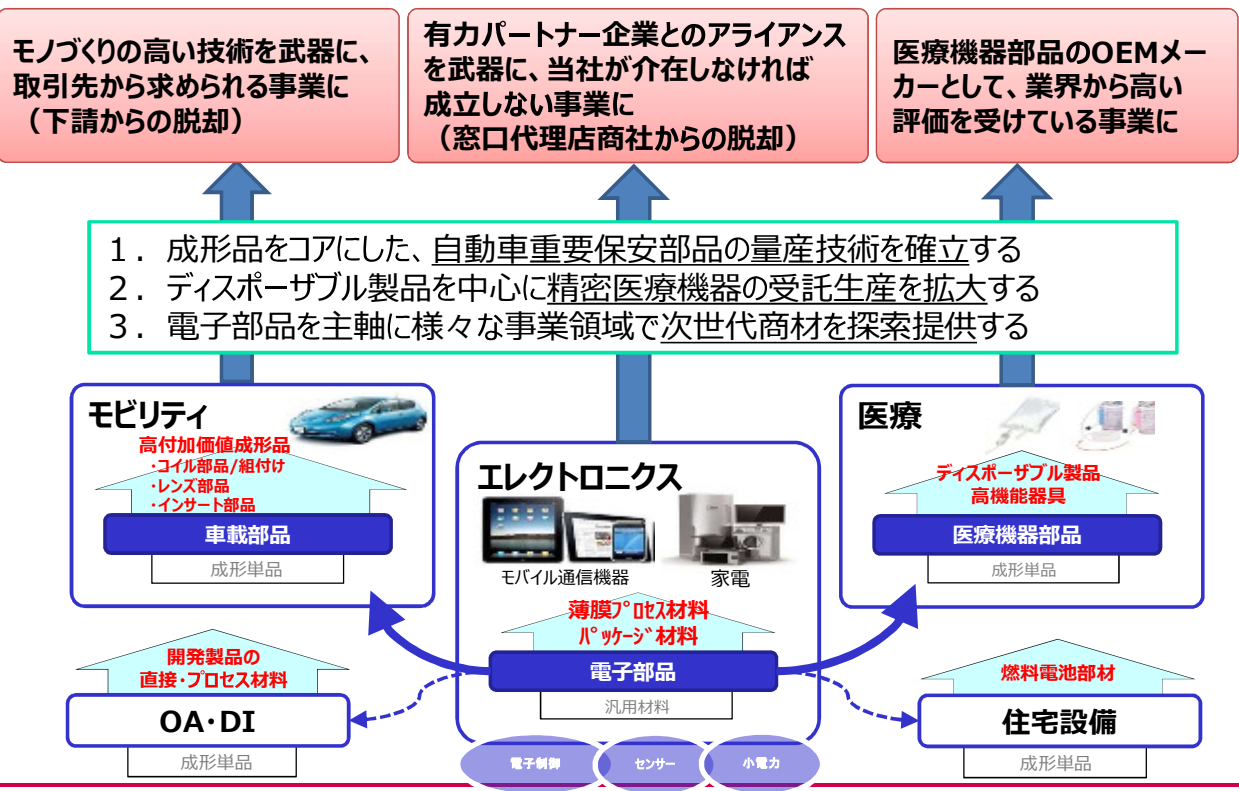 モノづくりの高い技術を武器に、
取引先から求められる事業に
（下請からの脱却）
有力パートナー企業とのアライアンス
を武器に、当社が介在しなければ
成立しない事業に
（窓口代理店商社からの脱却）
医療機器部品のOEMメー
カーとして、業界から高い
評価を受けている事業に
１．成形品をコアにした、自動車重要保安部品の量産技術を確立する
２．ディスポーザブル製品を中心に精密医療機器の受託生産を拡大する
３．電子部品を主軸に様々な事業領域で次世代商材を探索提供する
モビリティ
高付加価値成形品
・コイル部品/組付け
・レンズ部品
・インサート部品
車載部品
成形単品
エレクトロニクス
モバイル通信機器
家電
薄膜ﾌﾟﾛｾｽ材料
ﾊﾟｯｹｰｼﾞ材料
電子部品
汎用材料
医療
ディスポーザブル製品
高機能器具
医療機器部品
成形単品
開発製品の
直接・プロセス材料
OA・DI
成形単品
燃料電池部材
住宅設備
成形単品
電子制御
センサー
小電力